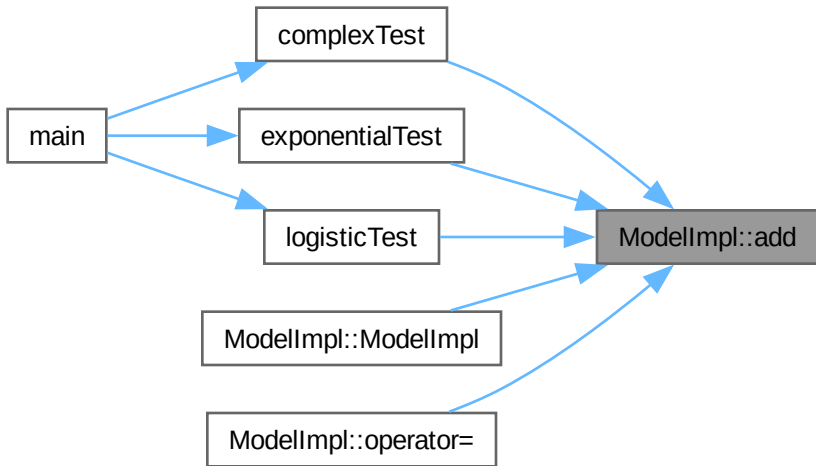 complexTest
main
exponentialTest
logisticTest
ModelImpl::add
ModelImpl::ModelImpl
ModelImpl::operator=